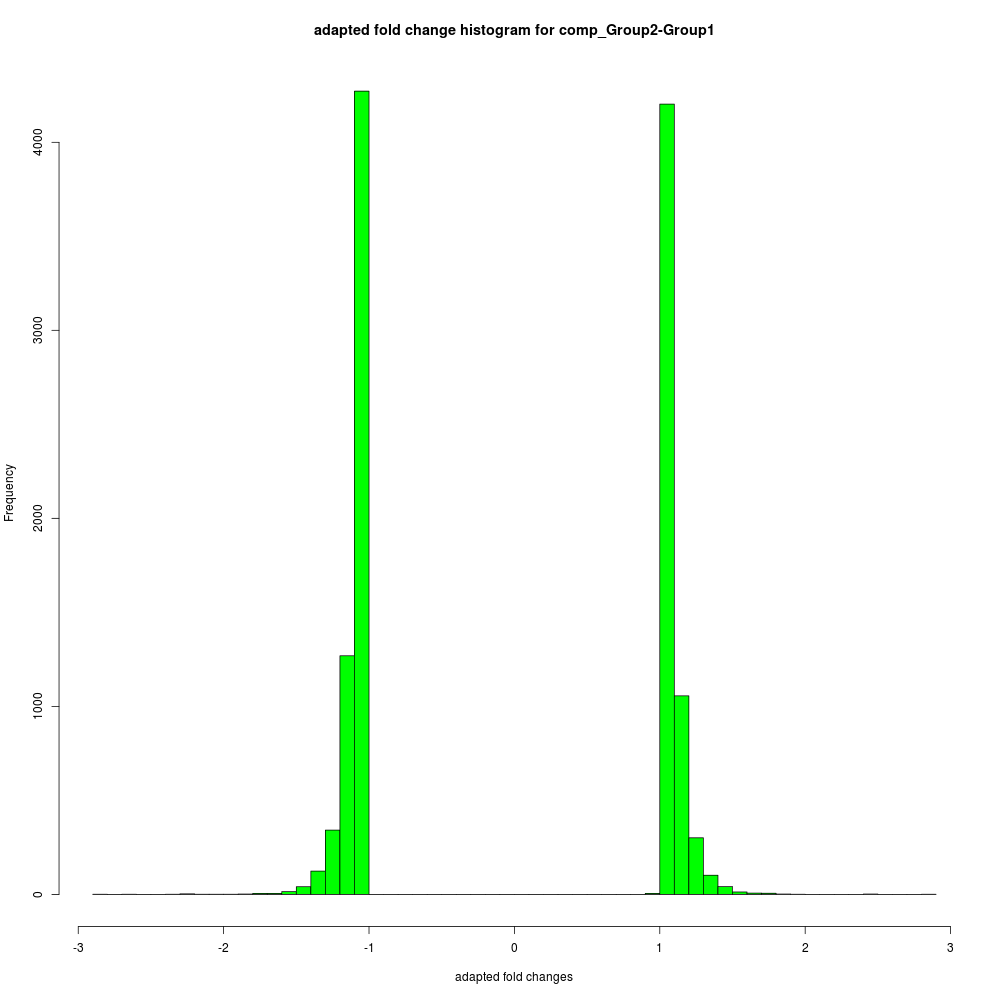 adapted fold change histogram for comp_Group2-Group1
4000
3000
2000
1000
0
Frequency
-3 -2 -1 0 1 2 3
adapted fold changes